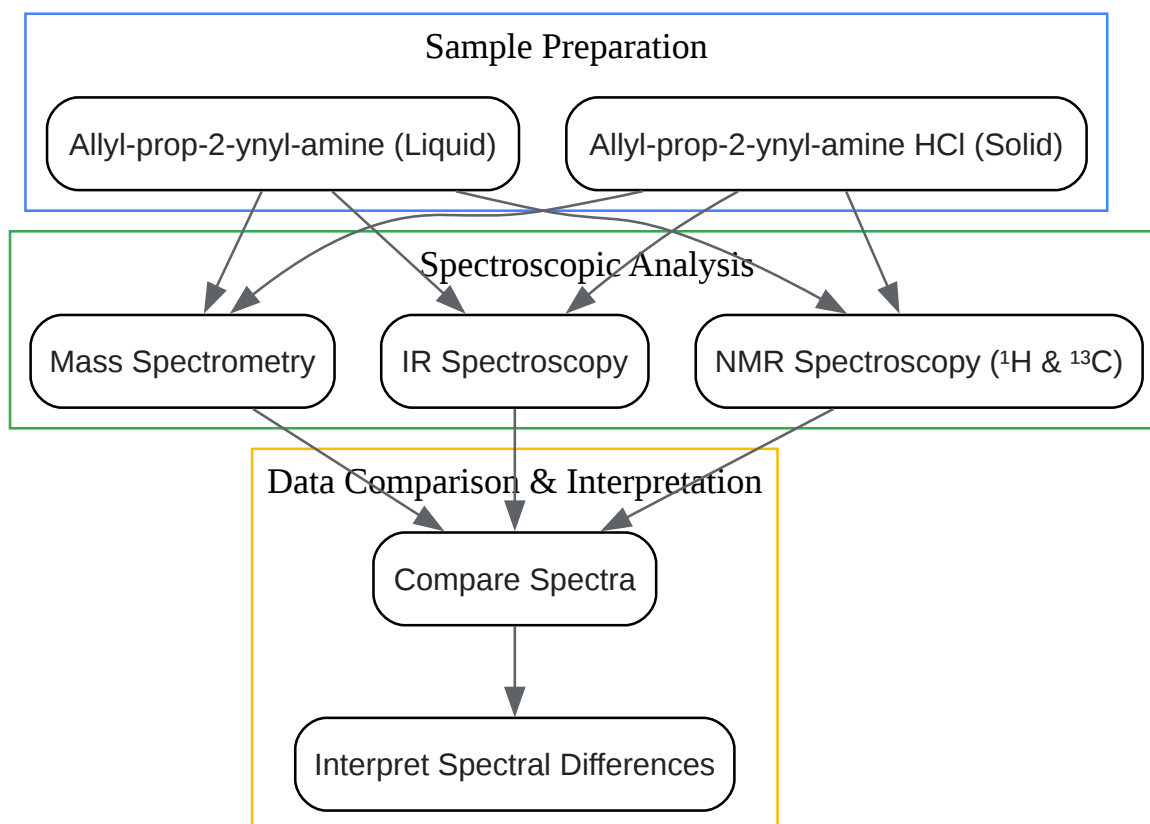 Sample Preparation
Allyl-prop-2-ynyl-amine (Liquid)
Allyl-prop-2-ynyl-amine HCl (Solid)
Spectroscopic Analysis
Mass Spectrometry
IR Spectroscopy
NMR Spectroscopy (¹H & ¹³C)
Data Comparison & Interpretation
Compare Spectra
Interpret Spectral Differences